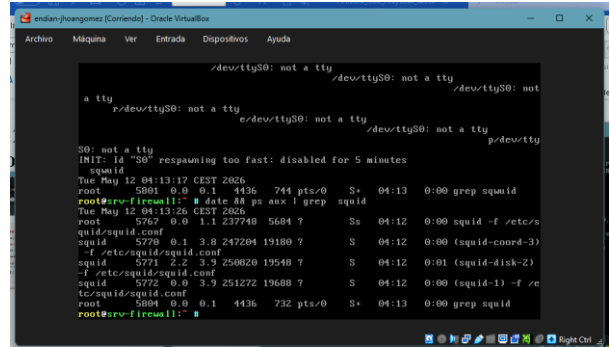 endian-jhoangomez [Corriendo] - Oracle VirtualBox
Archivo Máquina Ver Entrada Dispositivos Ayuda
/dev/ttyS0: not a tty
/dev/ttyS0: not a tty
/dev/ttyS0: not
a tty
r/dev/ttyS0: not a tty
e/dev/ttyS0: not a tty
/dev/ttyS0: not a tty
p/dev/tty
S0: not a tty
INIT: Id "S0" respawning too fast: disabled for 5 minutes
sqwuid
Tue May 12 04:13:17 CEST 2026
root 5801 0.0 0.1 4436 744 pts/0 S+ 04:13 0:00 grep sqwuid
root@srv-firewall:~ # date && ps aux | grep squid
Tue May 12 04:13:26 CEST 2026
root 5767 0.0 1.1 237748 5684 ? Ss 04:12 0:00 squid -f /etc/s
quid/squid.conf
squid 5770 0.1 3.8 247204 19180 ? S 04:12 0:00 (squid-coord-3)
-f /etc/squid/squid.conf
squid 5771 2.2 3.9 250820 19548 ? S 04:12 0:01 (squid-disk-2)
-f /etc/squid/squid.conf
squid 5772 0.0 3.9 251272 19688 ? S 04:12 0:00 (squid-1) -f /e
tc/squid/squid.conf
root 5804 0.0 0.1 4436 732 pts/0 S+ 04:13 0:00 grep squid
root@srv-firewall:~ #
Right Ctrl